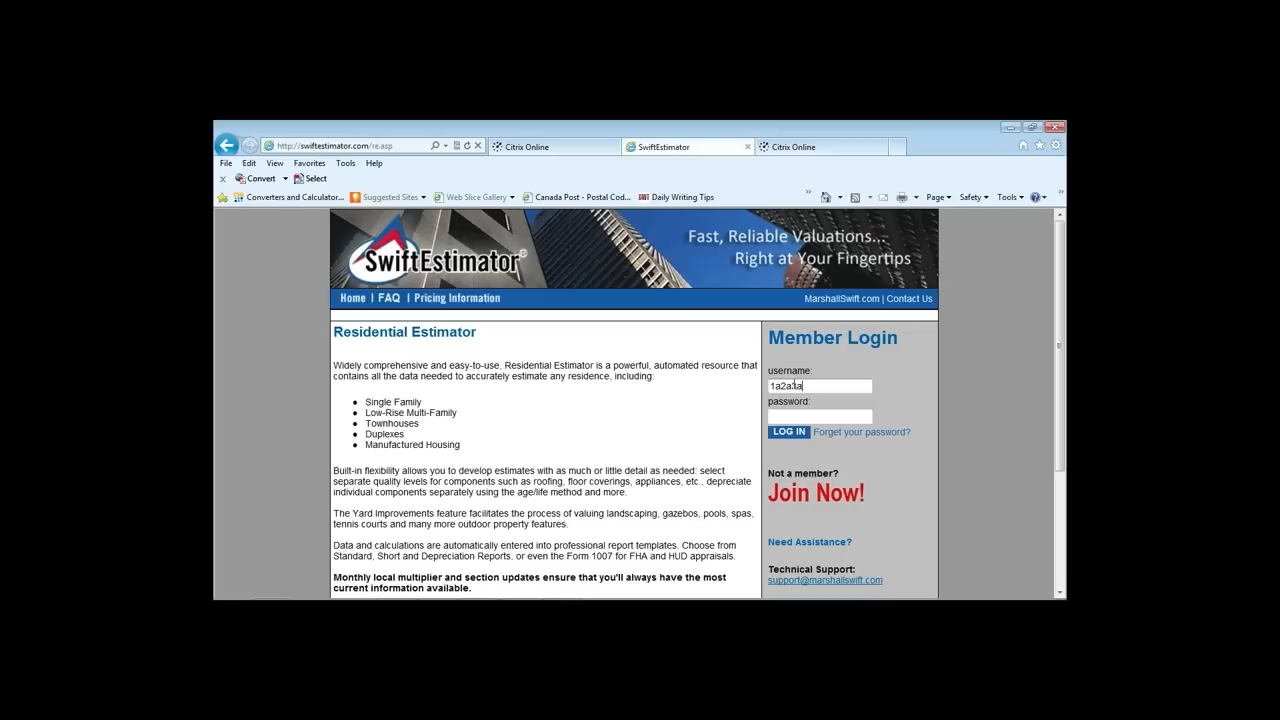 http://swiftestimator.com/re.asp
Citrix Online
SwiftEstimator
Citrix Online
File Edit View Favorites Tools Help
Convert Select
Converters and Calculator... Suggested Sites Web Slice Gallery Canada Post - Postal Cod... Daily Writing Tips Page Safety Tools
SwiftEstimator®
Fast, Reliable Valuations...
Right at Your Fingertips
Home | FAQ | Pricing Information
MarshallSwift.com | Contact Us
Residential Estimator
Widely comprehensive and easy-to-use, Residential Estimator is a powerful, automated resource that
contains all the data needed to accurately estimate any residence, including:
Single Family
Low-Rise Multi-Family
Townhouses
Duplexes
Manufactured Housing
Built-in flexibility allows you to develop estimates with as much or little detail as needed: select
separate quality levels for components such as roofing, floor coverings, appliances, etc., depreciate
individual components separately using the age/life method and more.
The Yard Improvements feature facilitates the process of valuing landscaping, gazebos, pools, spas,
tennis courts and many more outdoor property features.
Data and calculations are automatically entered into professional report templates. Choose from
Standard, Short and Depreciation Reports, or even the Form 1007 for FHA and HUD appraisals.
Monthly local multiplier and section updates ensure that you'll always have the most
current information available.
Member Login
username:
password:
LOG IN Forget your password?
Not a member?
Join Now!
Need Assistance?
Technical Support:
support@marshallswift.com